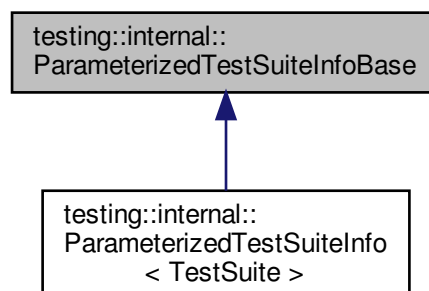 testing::internal::
ParameterizedTestSuiteInfoBase
testing::internal::
ParameterizedTestSuiteInfo
< TestSuite >